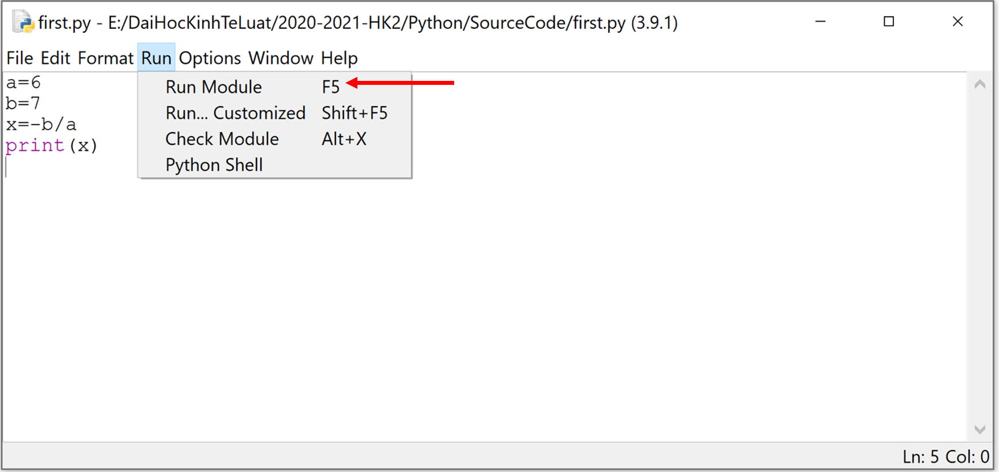 first.py - E:/DaiHocKinhTeLuat/2020-2021-HK2/Python/SourceCode/first.py (3.9.1)
File Edit Format Run Options Window Help
a=6
b=7
x=-b/a
print(x)
Run Module F5
Run... Customized Shift+F5
Check Module Alt+X
Python Shell
Ln: 5 Col: 0